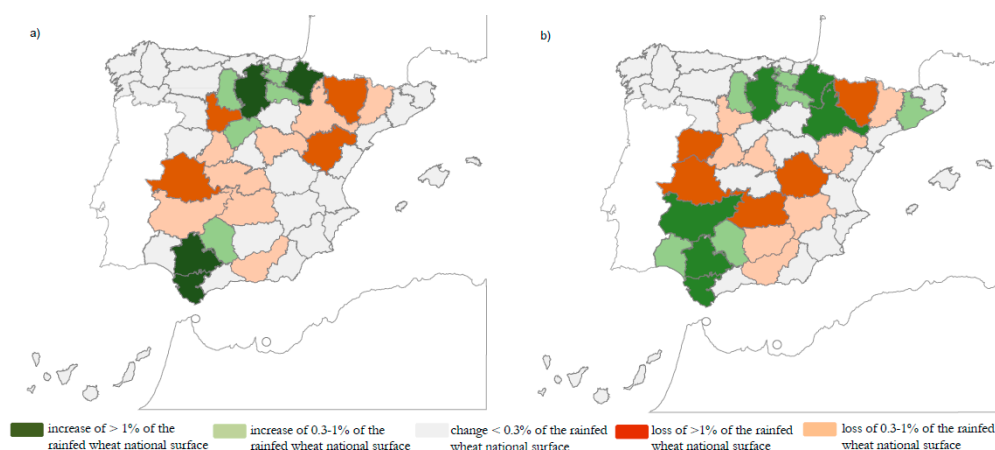 a)
b)
increase of > 1% of the
rainfed wheat national surface
increase of 0.3-1% of the
rainfed wheat national surface
change < 0.3% of the rainfed
wheat national surface
loss of >1% of the rainfed
wheat national surface
loss of 0.3-1% of the rainfed
wheat national surface